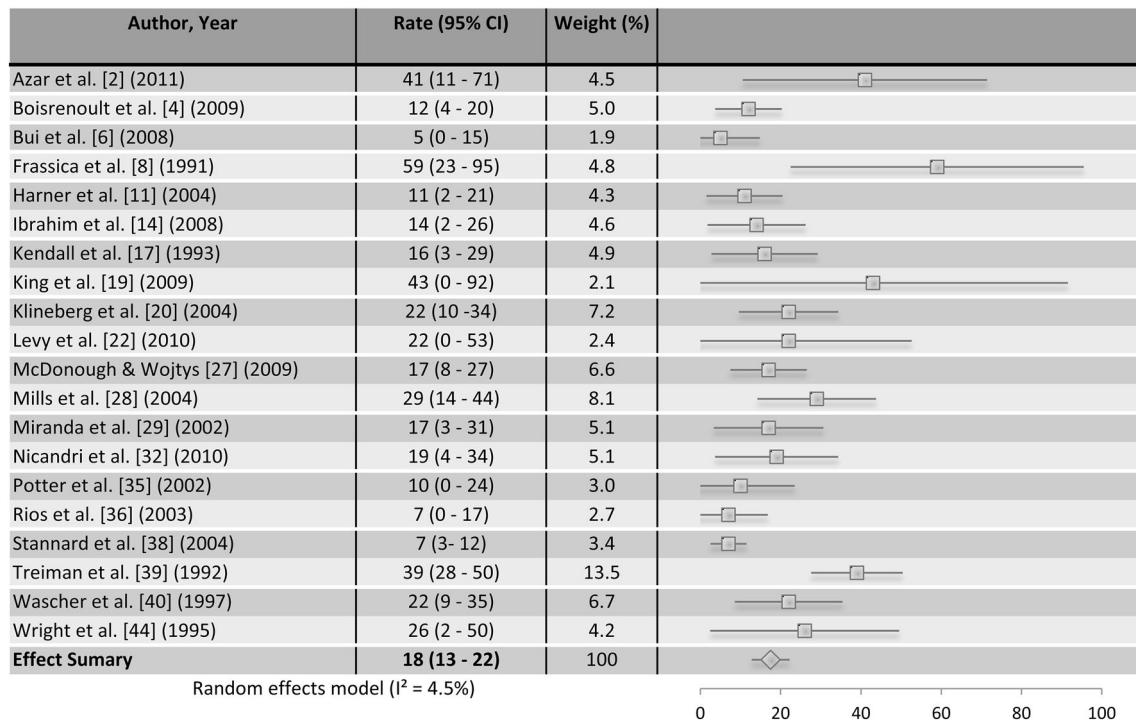 Author, Year Rate (95% CI) Weight (%)
Azar et al. [2] (2011) 41 (11 - 71) 4.5
Boisrenoult et al. [4] (2009) 12 (4 - 20) 5.0
Bui et al. [6] (2008) 5 (0 - 15) 1.9
Frassica et al. [8] (1991) 59 (23 - 95) 4.8
Harner et al. [11] (2004) 11 (2 - 21) 4.3
Ibrahim et al. [14] (2008) 14 (2 - 26) 4.6
Kendall et al. [17] (1993) 16 (3 - 29) 4.9
King et al. [19] (2009) 43 (0 - 92) 2.1
Klineberg et al. [20] (2004) 22 (10 -34) 7.2
Levy et al. [22] (2010) 22 (0 - 53) 2.4
McDonough & Wojtys [27] (2009) 17 (8 - 27) 6.6
Mills et al. [28] (2004) 29 (14 - 44) 8.1
Miranda et al. [29] (2002) 17 (3 - 31) 5.1
Nicandri et al. [32] (2010) 19 (4 - 34) 5.1
Potter et al. [35] (2002) 10 (0 - 24) 3.0
Rios et al. [36] (2003) 7 (0 - 17) 2.7
Stannard et al. [38] (2004) 7 (3- 12) 3.4
Treiman et al. [39] (1992) 39 (28 - 50) 13.5
Wascher et al. [40] (1997) 22 (9 - 35) 6.7
Wright et al. [44] (1995) 26 (2 - 50) 4.2
Effect Sumary 18 (13 - 22) 100
Random effects model (I² = 4.5%)
0 20 40 60 80 100